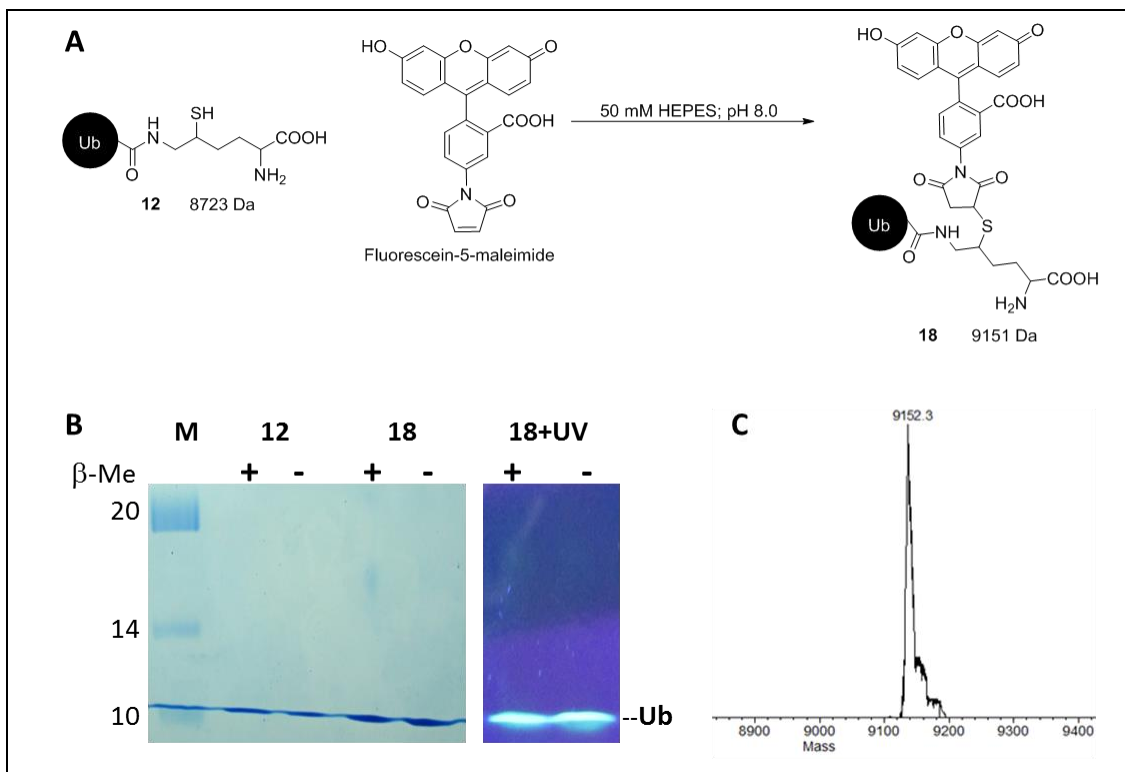 A
Ub
O
H
N
SH
COOH
NH₂
12 8723 Da
HO
O
O
COOH
N
O
O
Fluorescein-5-maleimide
50 mM HEPES; pH 8.0
HO
O
O
COOH
N
O
O
S
Ub
O
NH
COOH
H₂N
18 9151 Da
B
M 12 18 18+UV
β-Me + - + - + -
20
14
10
--Ub
C
9152.3
8900 9000 9100 9200 9300 9400
Mass